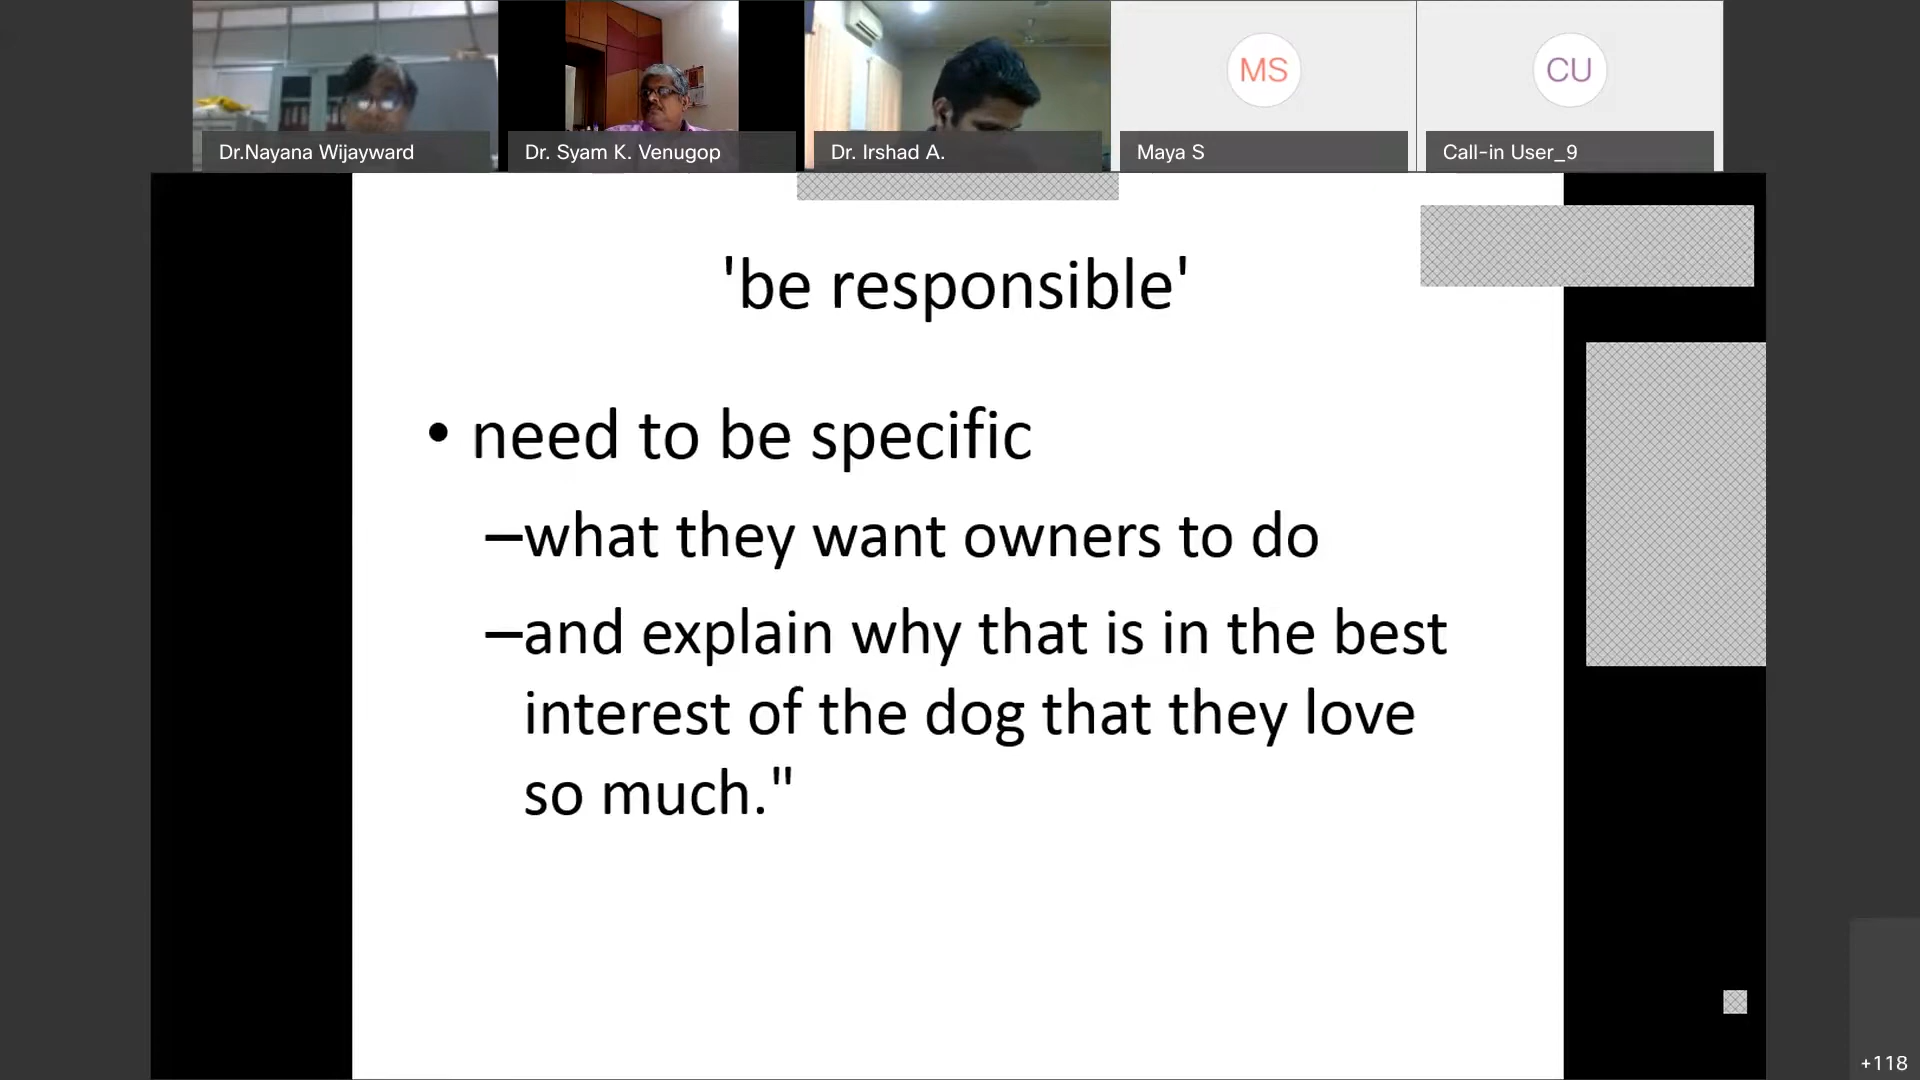 Dr.Nayana Wijayward
Dr. Syam K. Venugop
Dr. Irshad A.
MS
Maya S
CU
Call-in User_9
'be responsible'
• need to be specific
–what they want owners to do
–and explain why that is in the best
interest of the dog that they love
so much."
+118